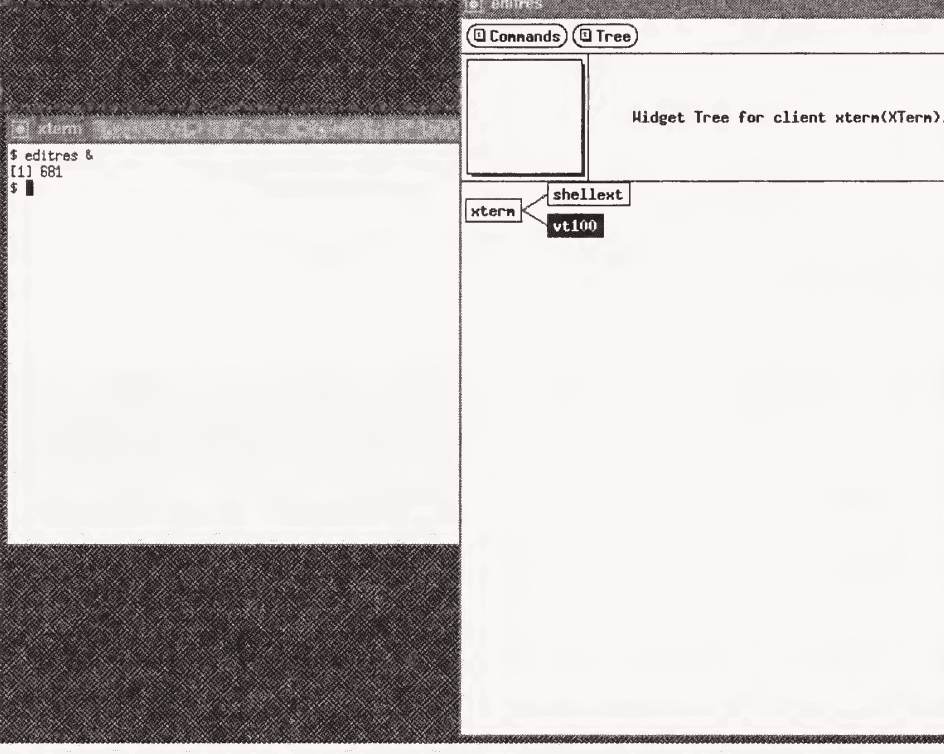 editres
Commands Tree
Widget Tree for client xterm(XTerm).
xterm
$ editres &
[1] 681
$
shellext
xterm
vt100